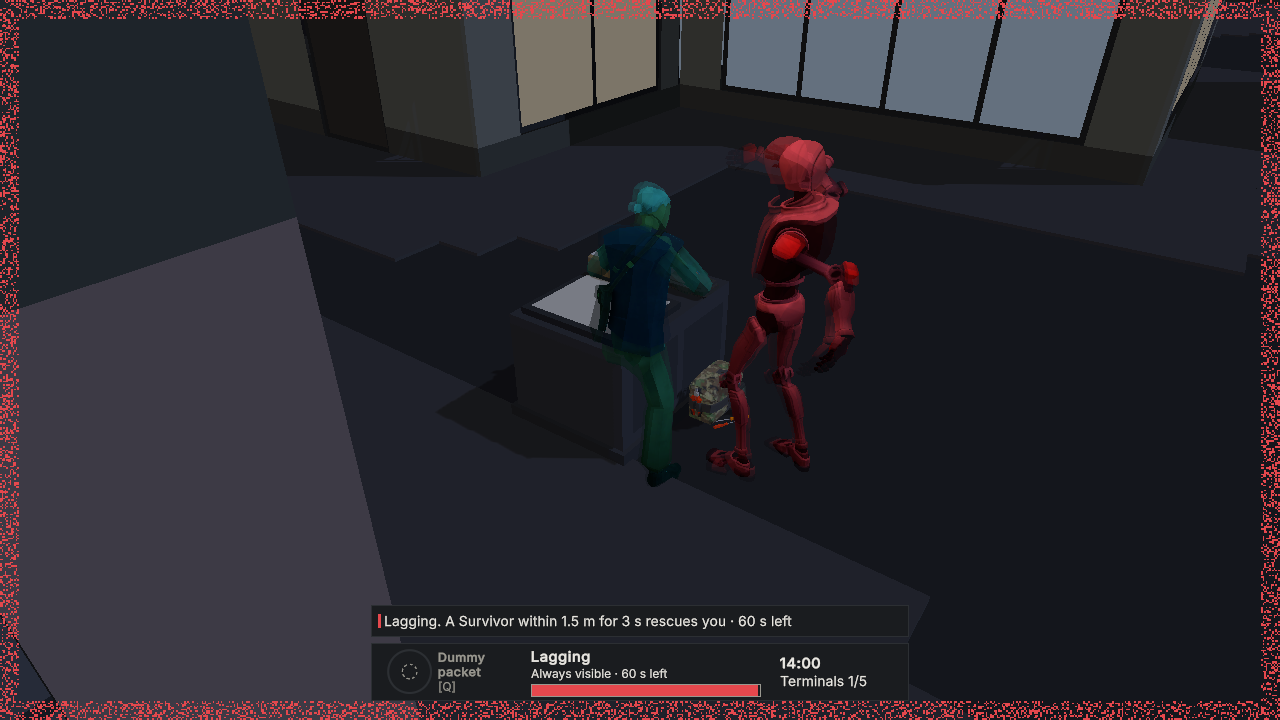 Lagging. A Survivor within 1.5 m for 3 s rescues you · 60 s left
Dummy
packet
[Q]
Lagging
Always visible · 60 s left
14:00
Terminals 1/5